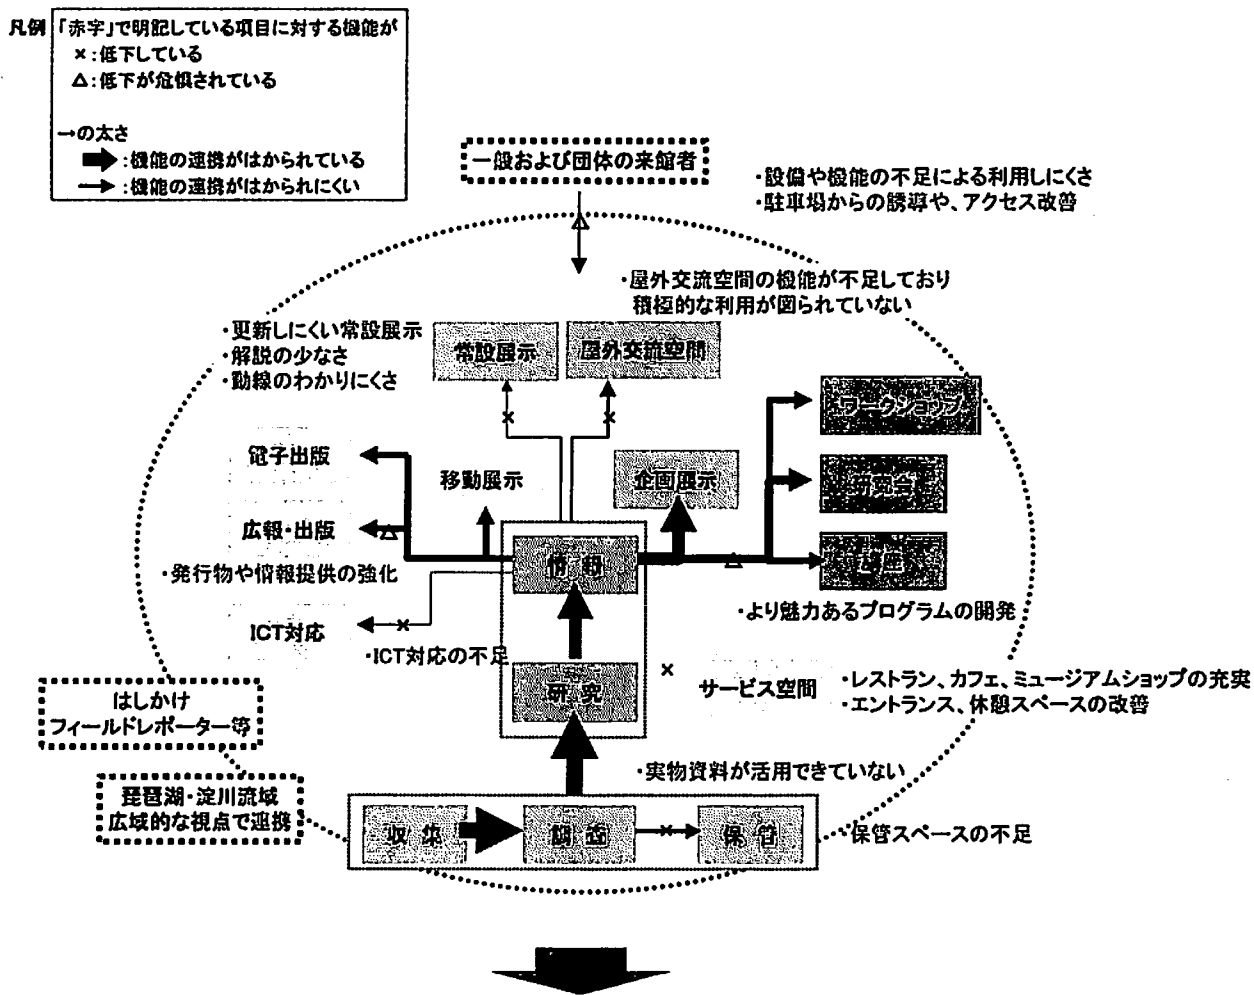 凡例
「赤字」で明記している項目に対する機能が
×:低下している
△:低下が危惧されている
→の太さ
:機能の連携がはかられている
:機能の連携がはかられにくい
一般および団体の来館者
・設備や機能の不足による利用しにくさ
・駐車場からの誘導や、アクセス改善
△
・屋外交流空間の機能が不足しており
積極的な利用が図られていない
・更新しにくい常設展示
・解説の少なさ
・動線のわかりにくさ
常設展示
屋外交流空間
× ×
ワークショップ
電子出版
移動展示
企画展示
研究会
広報・出版
△
情報
△
講座
・発行物や情報提供の強化
・より魅力あるプログラムの開発
ICT対応
×
・ICT対応の不足
研究
×
サービス空間
・レストラン、カフェ、ミュージアムショップの充実
・エントランス、休憩スペースの改善
はしかけ
フィールドレポーター等
・実物資料が活用できていない
琵琶湖・淀川流域
広域的な視点で連携
収集
調査
×
保管
・保管スペースの不足